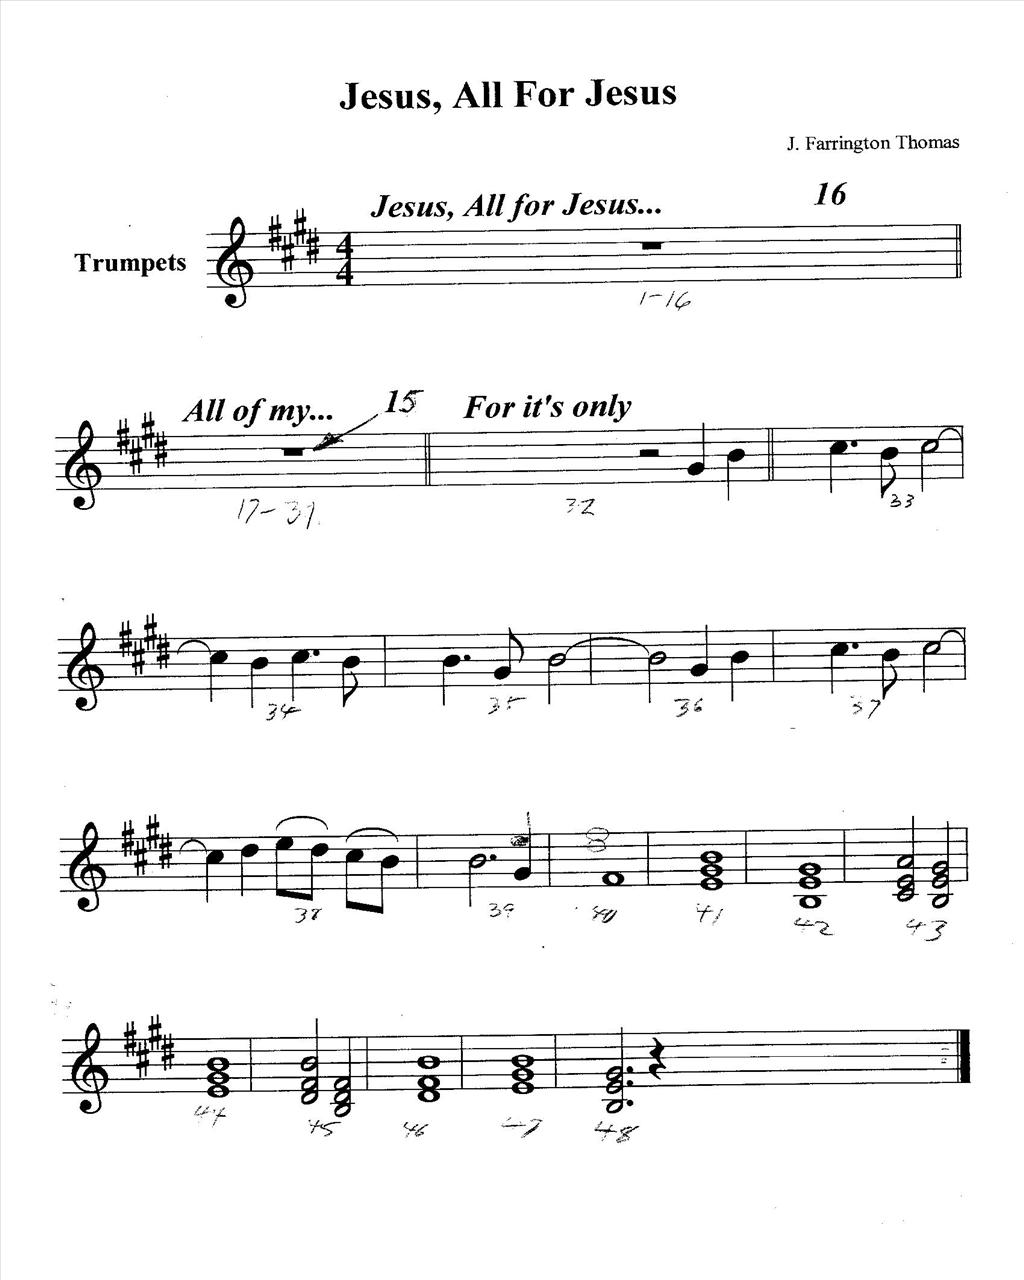 Jesus, All For Jesus
J. Farrington Thomas
Jesus, All for Jesus... 16
Trumpets 4/4
1-16
All of my... 15 For it's only
17-31 32 33
34 35 36 37
38 39 40 41 42 43
44 45 46 47 48